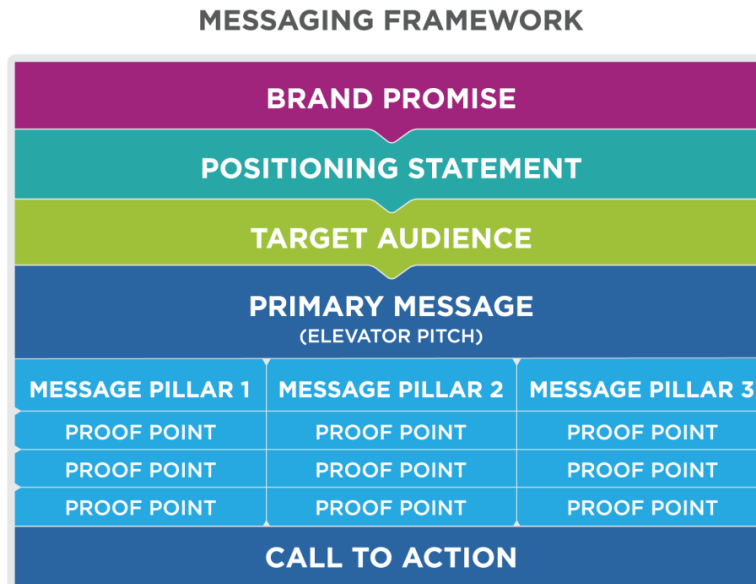 MESSAGING FRAMEWORK
BRAND PROMISE
POSITIONING STATEMENT
TARGET AUDIENCE
PRIMARY MESSAGE
(ELEVATOR PITCH)
MESSAGE PILLAR 1 MESSAGE PILLAR 2 MESSAGE PILLAR 3
PROOF POINT PROOF POINT PROOF POINT
PROOF POINT PROOF POINT PROOF POINT
PROOF POINT PROOF POINT PROOF POINT
CALL TO ACTION